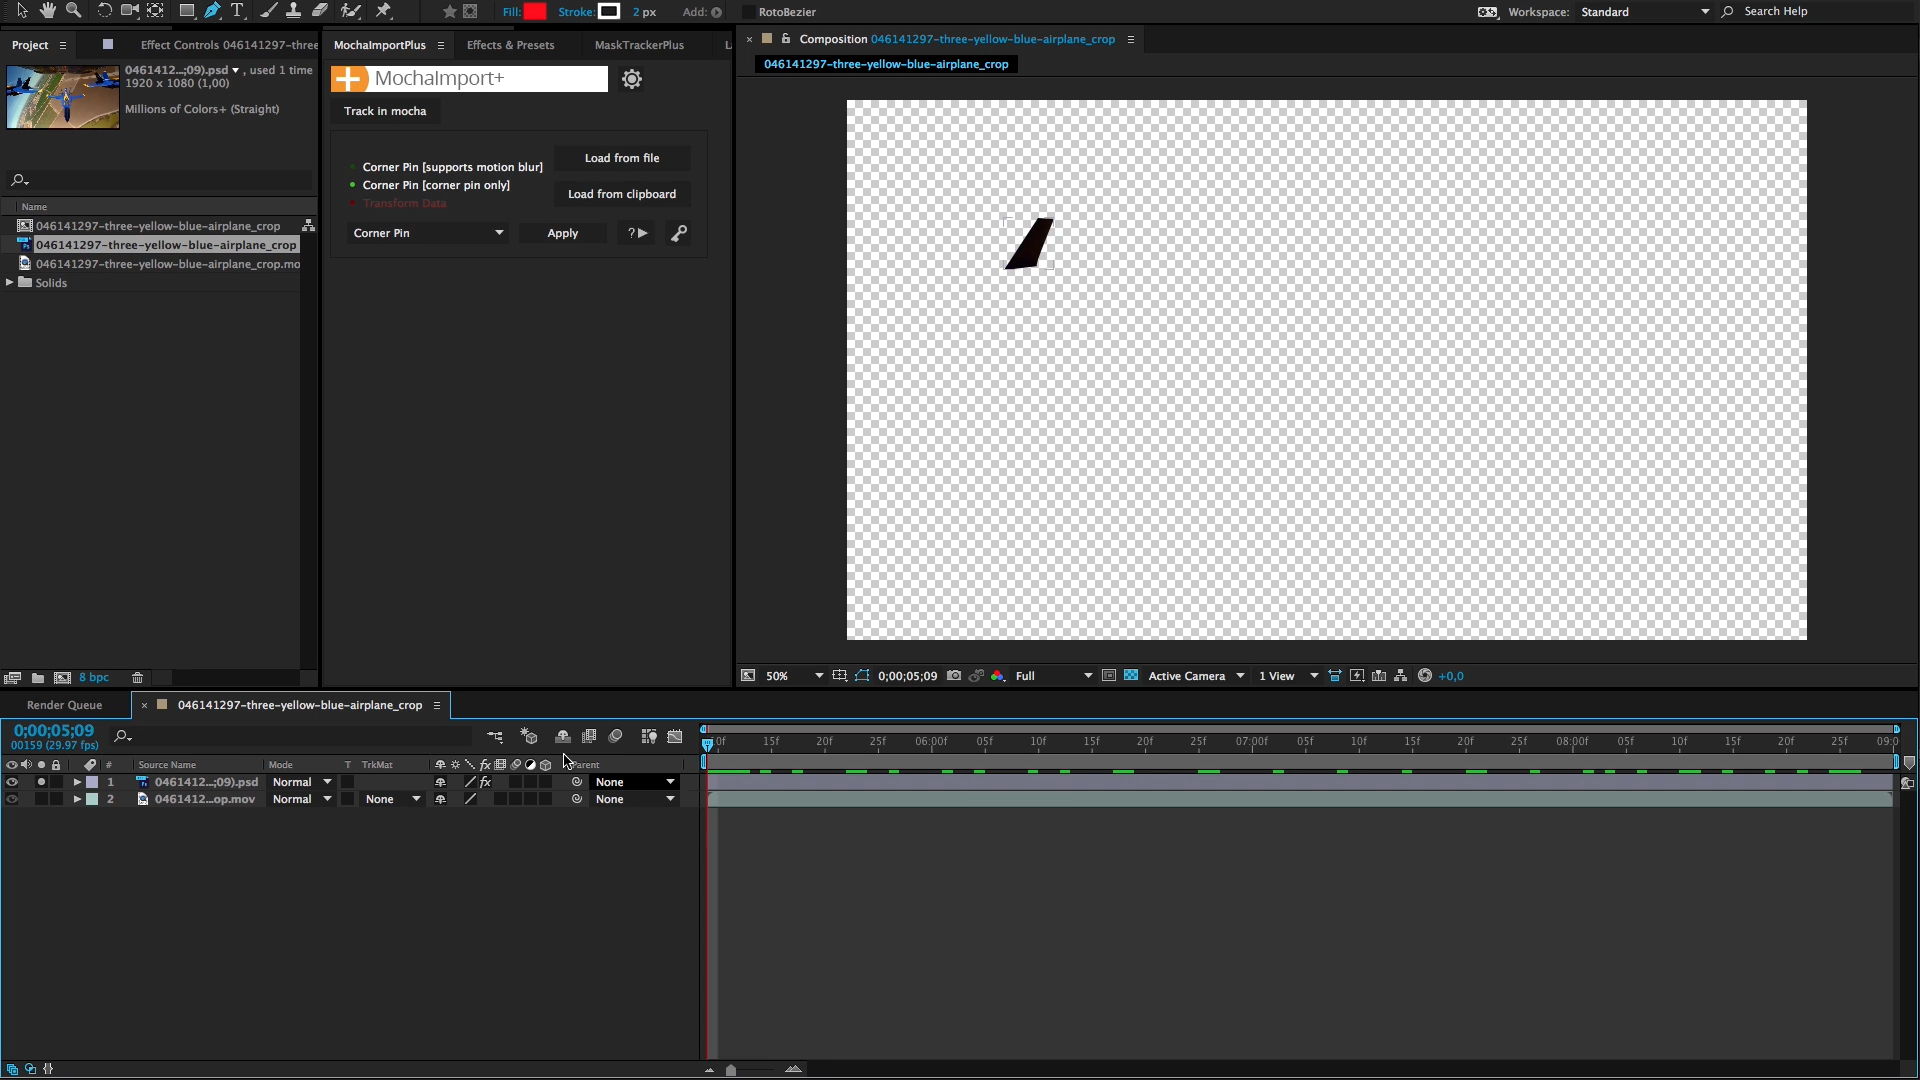 Fill:
Stroke:
2 px
Add:
RotoBezier
Workspace:
Standard
Search Help
Project
Effect Controls 046141297-three
MochaImportPlus
Effects & Presets
MaskTrackerPlus
Composition 046141297-three-yellow-blue-airplane_crop
046141297-three-yellow-blue-airplane_crop
0461412...;09).psd ▾ , used 1 time
1920 x 1080 (1,00)
Millions of Colors+ (Straight)
MochaImport+
Track in mocha
Corner Pin [supports motion blur]
Corner Pin [corner pin only]
Transform Data
Load from file
Load from clipboard
Corner Pin
Apply
?
Name
046141297-three-yellow-blue-airplane_crop
046141297-three-yellow-blue-airplane_crop
046141297-three-yellow-blue-airplane_crop.mo
Solids
8 bpc
50%
0;00;05;09
Full
Active Camera
1 View
+0,0
Render Queue
046141297-three-yellow-blue-airplane_crop
0;00;05;09
00159 (29.97 fps)
:0f 15f 20f 25f 06:00f 05f 10f 15f 20f 25f 07:00f 05f 10f 15f 20f 25f 08:00f 05f 10f 15f 20f 25f 09:0
# Source Name Mode T TrkMat fx Parent
1 0461412...;09).psd Normal fx None
2 0461412...op.mov Normal None None